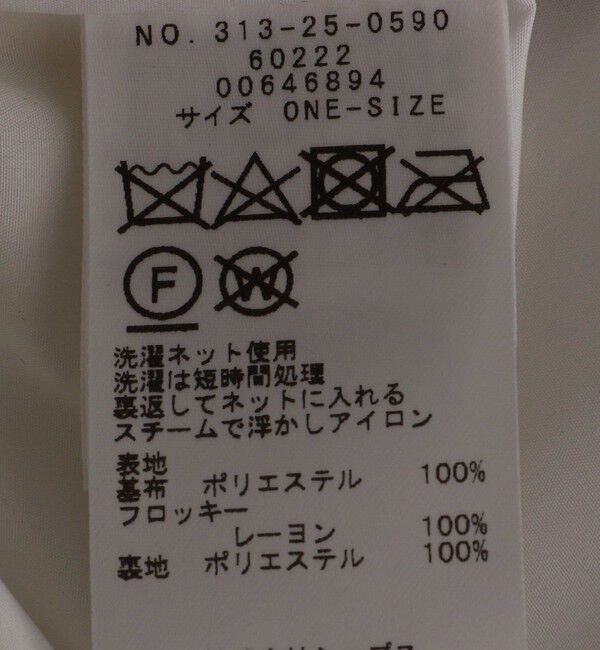 NO. 313-25-0590
60222
00646894
サイズ ONE-SIZE
F W
洗濯ネット使用
洗濯は短時間処理
裏返してネットに入れる
スチームで浮かしアイロン
表地
基布 ポリエステル 100%
フロッキー
レーヨン 100%
裏地 ポリエステル 100%